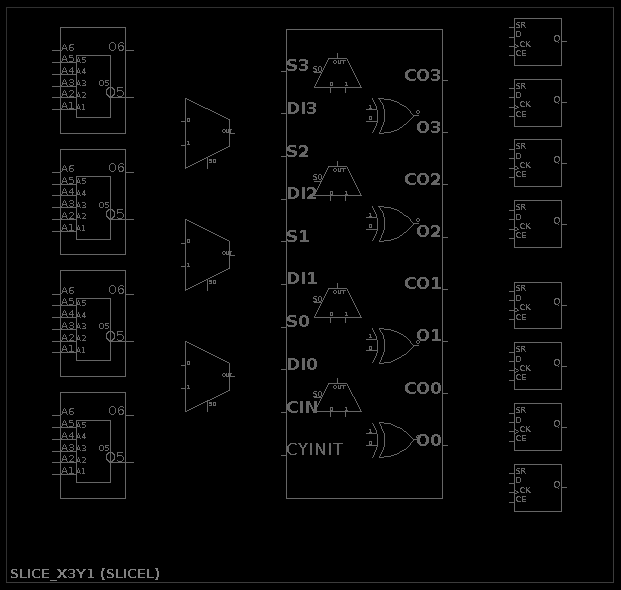 A6 O6
A5 A5
A4 A4
A3 A3 O5
A2 A2 O5
A1 A1
A6 O6
A5 A5
A4 A4
A3 A3 O5
A2 A2 O5
A1 A1
A6 O6
A5 A5
A4 A4
A3 A3 O5
A2 A2 O5
A1 A1
A6 O6
A5 A5
A4 A4
A3 A3 O5
A2 A2 O5
A1 A1
0
OUT
1
S0
0
OUT
1
S0
0
OUT
1
S0
S3
DI3
S2
DI2
S1
DI1
S0
DI0
CIN
CYINIT
OUT
S0
0 1
1
0
O
OUT
S0
0 1
1
0
O
OUT
S0
0 1
1
0
O
OUT
S0
0 1
1
0
O
CO3
O3
CO2
O2
CO1
O1
CO0
O0
SR
D Q
CK
CE
SR
D Q
CK
CE
SR
D Q
CK
CE
SR
D Q
CK
CE
SR
D Q
CK
CE
SR
D Q
CK
CE
SR
D Q
CK
CE
SR
D Q
CK
CE
SLICE_X3Y1 (SLICEL)